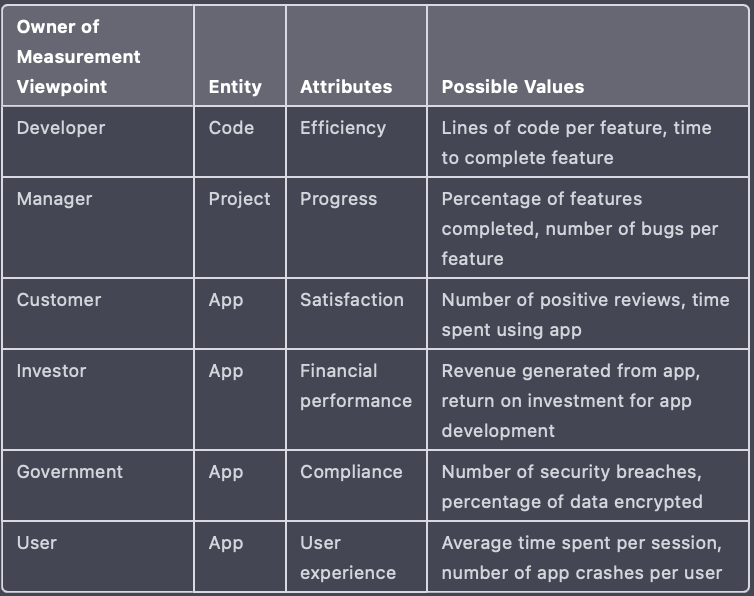 Owner of
Measurement
Viewpoint Entity Attributes Possible Values
Developer Code Efficiency Lines of code per feature, time
to complete feature
Manager Project Progress Percentage of features
completed, number of bugs per
feature
Customer App Satisfaction Number of positive reviews, time
spent using app
Investor App Financial Revenue generated from app,
performance return on investment for app
development
Government App Compliance Number of security breaches,
percentage of data encrypted
User App User Average time spent per session,
experience number of app crashes per user